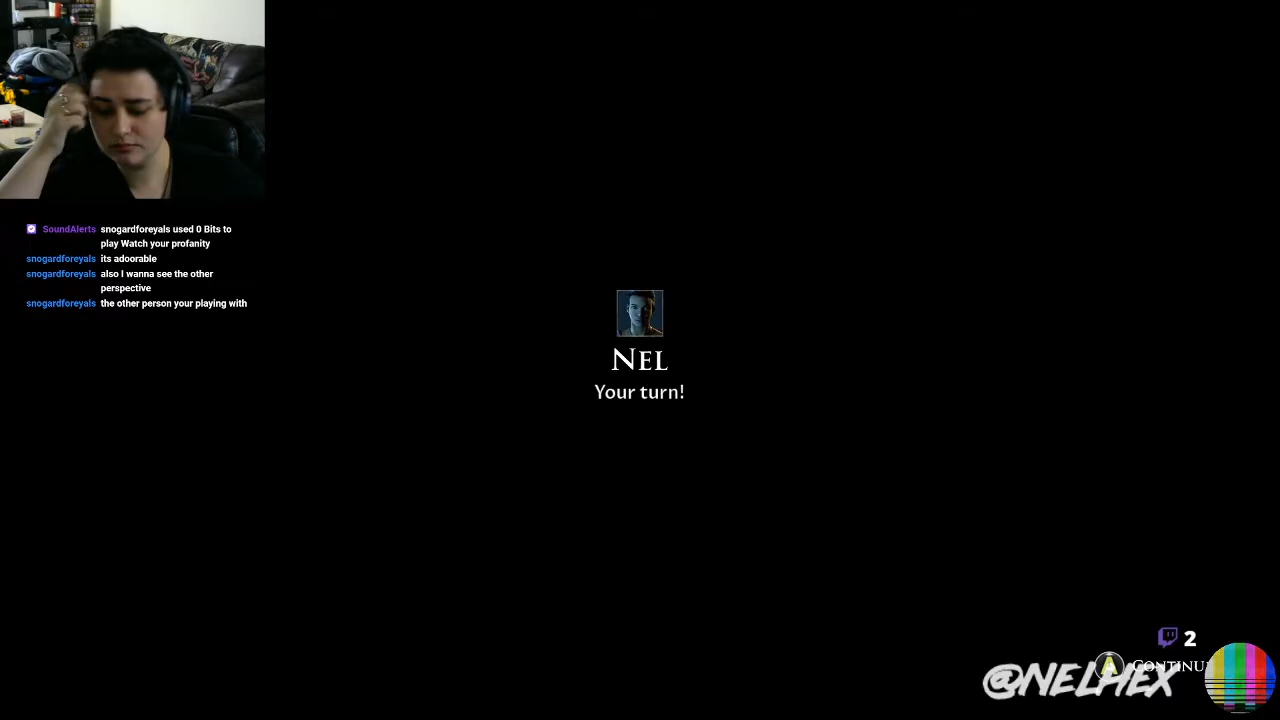 SoundAlerts snogardforeyals used 0 Bits to
play Watch your profanity
snogardforeyals its adoorable
snogardforeyals also I wanna see the other
perspective
snogardforeyals the other person your playing with
NEL
Your turn!
2
A
@NELHEX